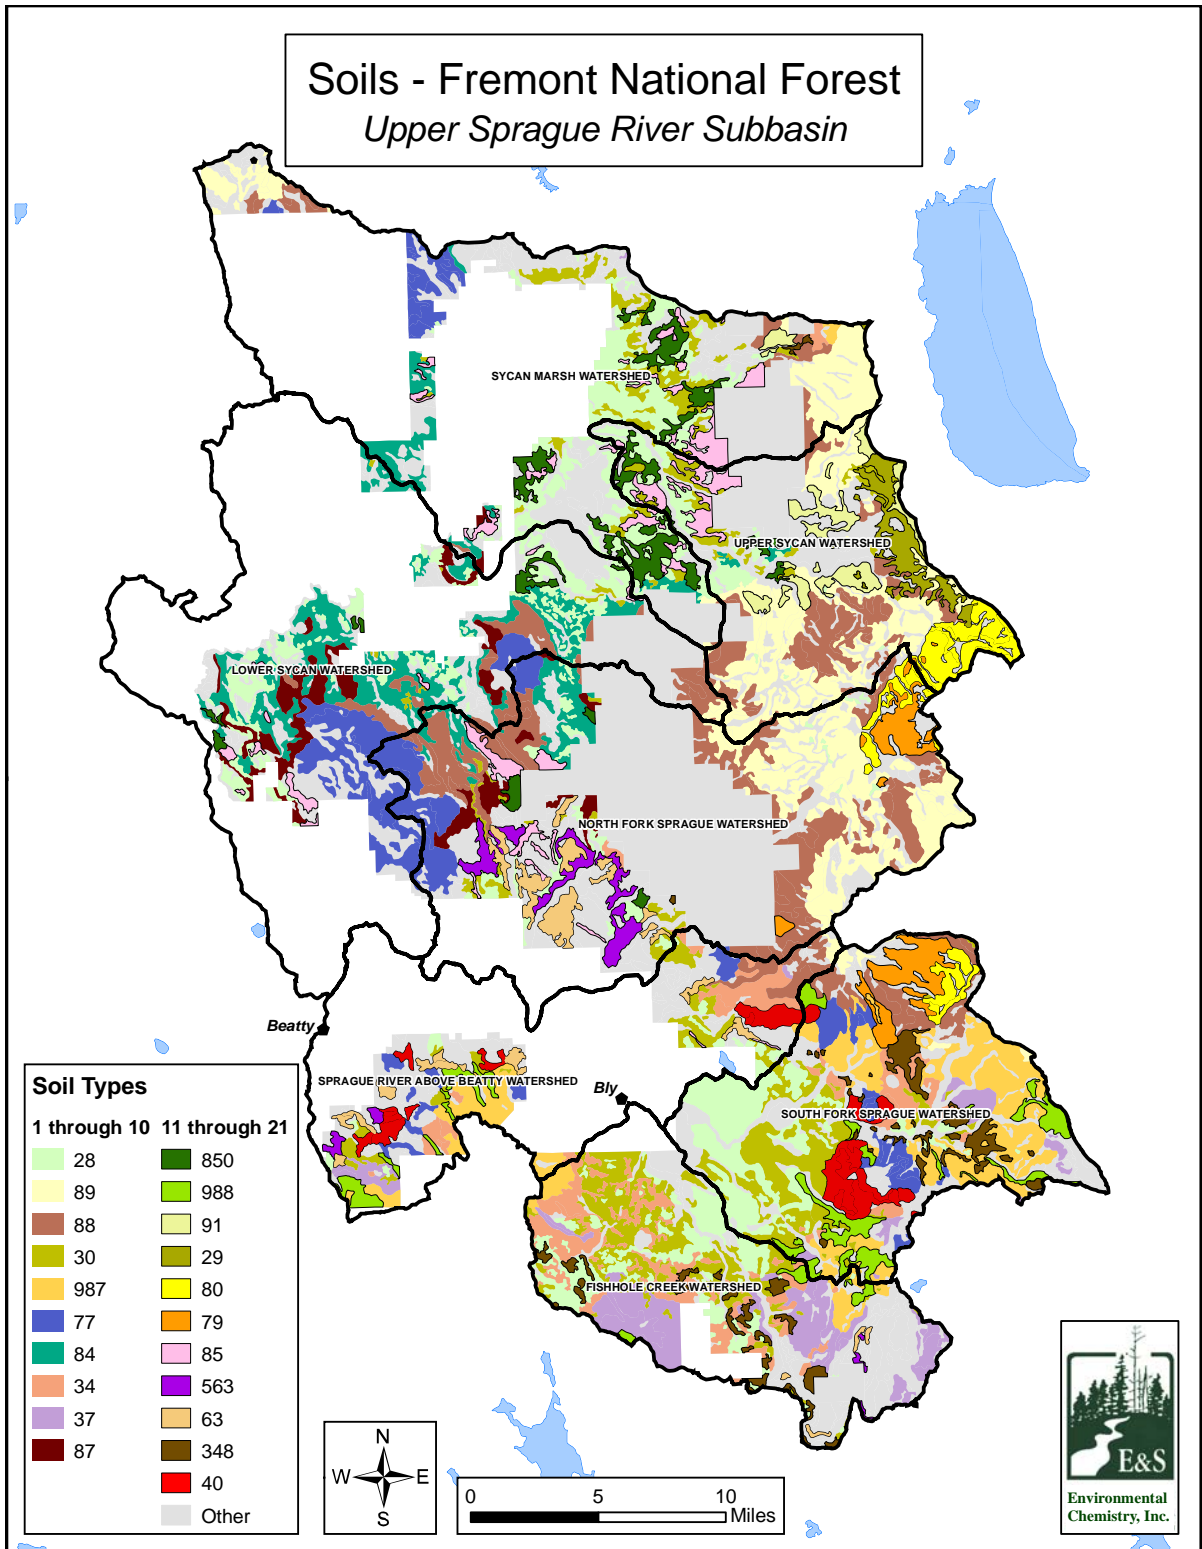 Soils - Fremont National Forest
Upper Sprague River Subbasin
SYCAN MARSH WATERSHED
UPPER SYCAN WATERSHED
LOWER SYCAN WATERSHED
NORTH FORK SPRAGUE WATERSHED
Beatty
SPRAGUE RIVER ABOVE BEATTY WATERSHED
Bly
SOUTH FORK SPRAGUE WATERSHED
FISHHOLE CREEK WATERSHED
Soil Types
1 through 10 11 through 21
28 850
89 988
88 91
30 29
987 80
77 79
84 85
34 563
37 63
87 348
40
Other
N
W E
S
0 5 10
Miles
E&S
Environmental
Chemistry, Inc.